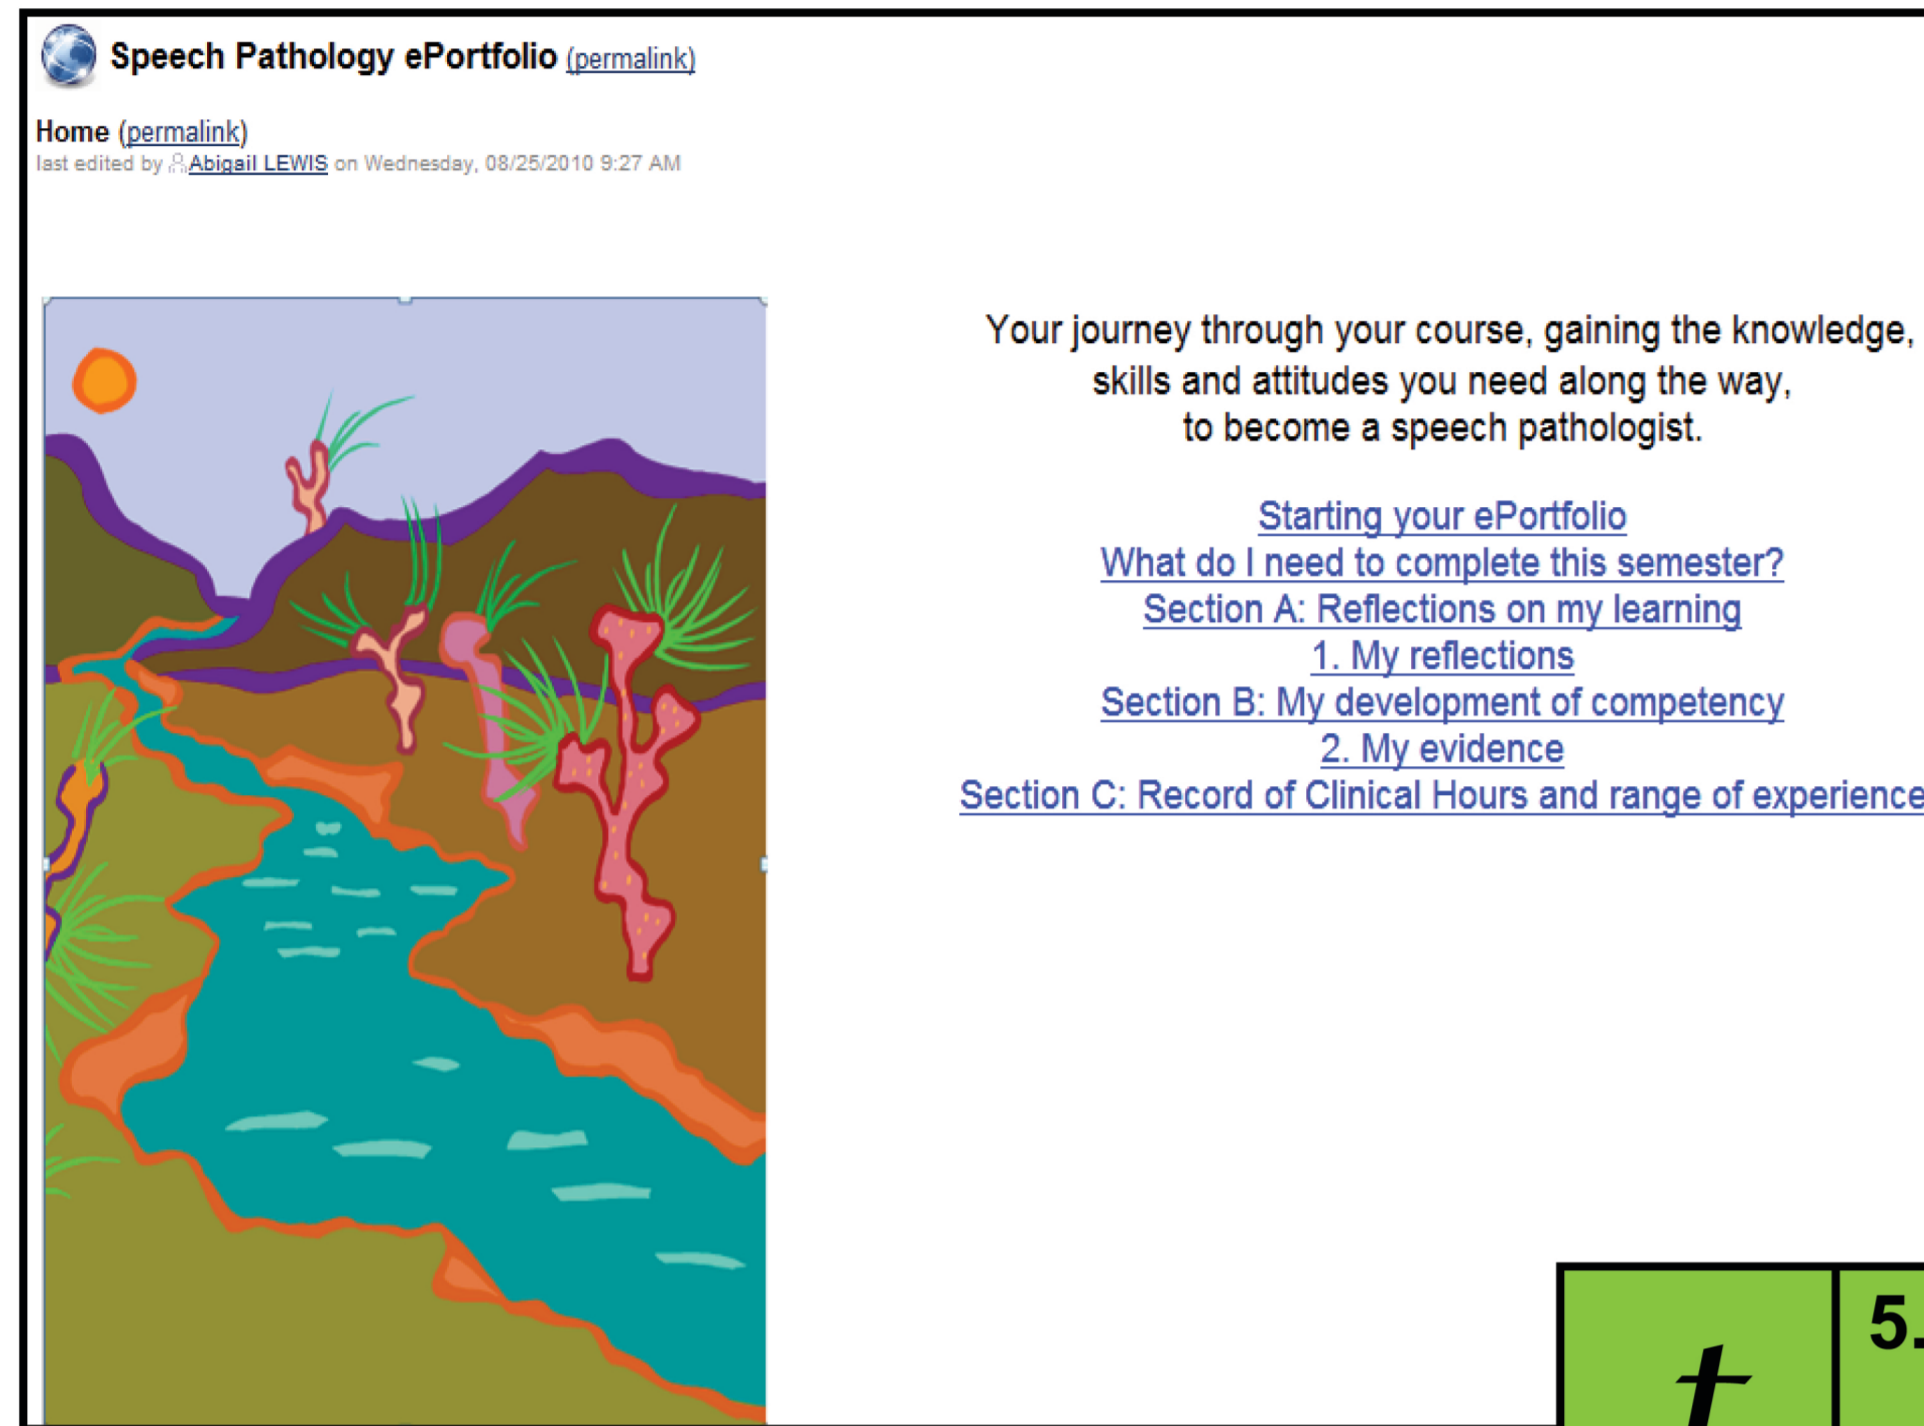 Speech Pathology ePortfolio (permalink)
Home (permalink)
last edited by Abigail LEWIS on Wednesday, 08/25/2010 9:27 AM
Your journey through your course, gaining the knowledge,
skills and attitudes you need along the way,
to become a speech pathologist.
Starting your ePortfolio
What do I need to complete this semester?
Section A: Reflections on my learning
1. My reflections
Section B: My development of competency
2. My evidence
Section C: Record of Clinical Hours and range of experience
5.
t